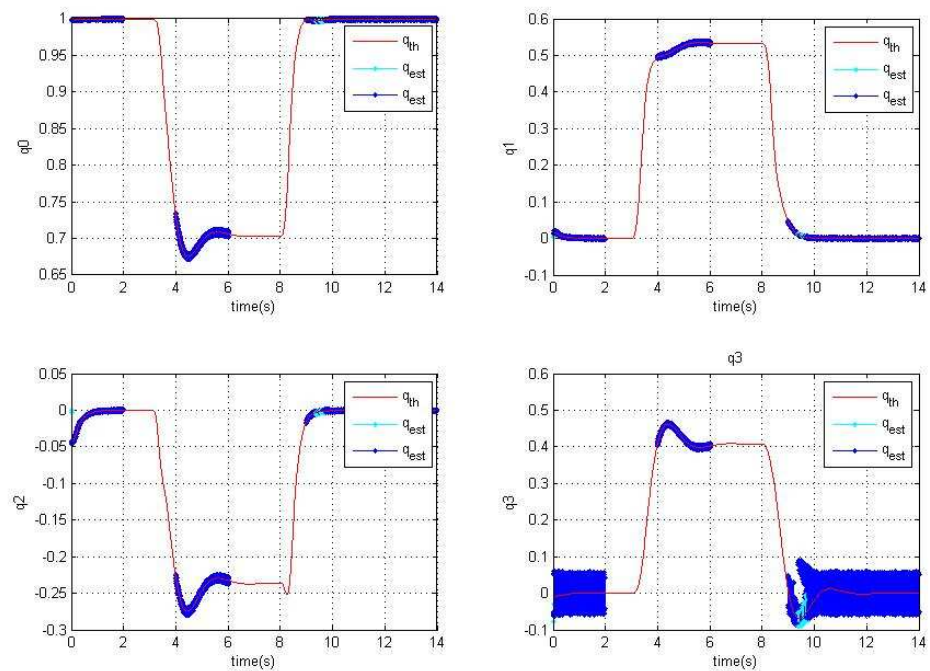 1
0.95
0.9
0.85
0.8
0.75
0.7
0.65
q0
0 2 4 6 8 10 12 14
time(s)
q_th
q_est
q_est
0.6
0.5
0.4
0.3
0.2
0.1
0
-0.1
q1
0 2 4 6 8 10 12 14
time(s)
q_th
q_est
q_est
0.05
0
-0.05
-0.1
-0.15
-0.2
-0.25
-0.3
q2
0 2 4 6 8 10 12 14
time(s)
q_th
q_est
q_est
q3
0.6
0.5
0.4
0.3
0.2
0.1
0
-0.1
q3
0 2 4 6 8 10 12 14
time(s)
q_th
q_est
q_est